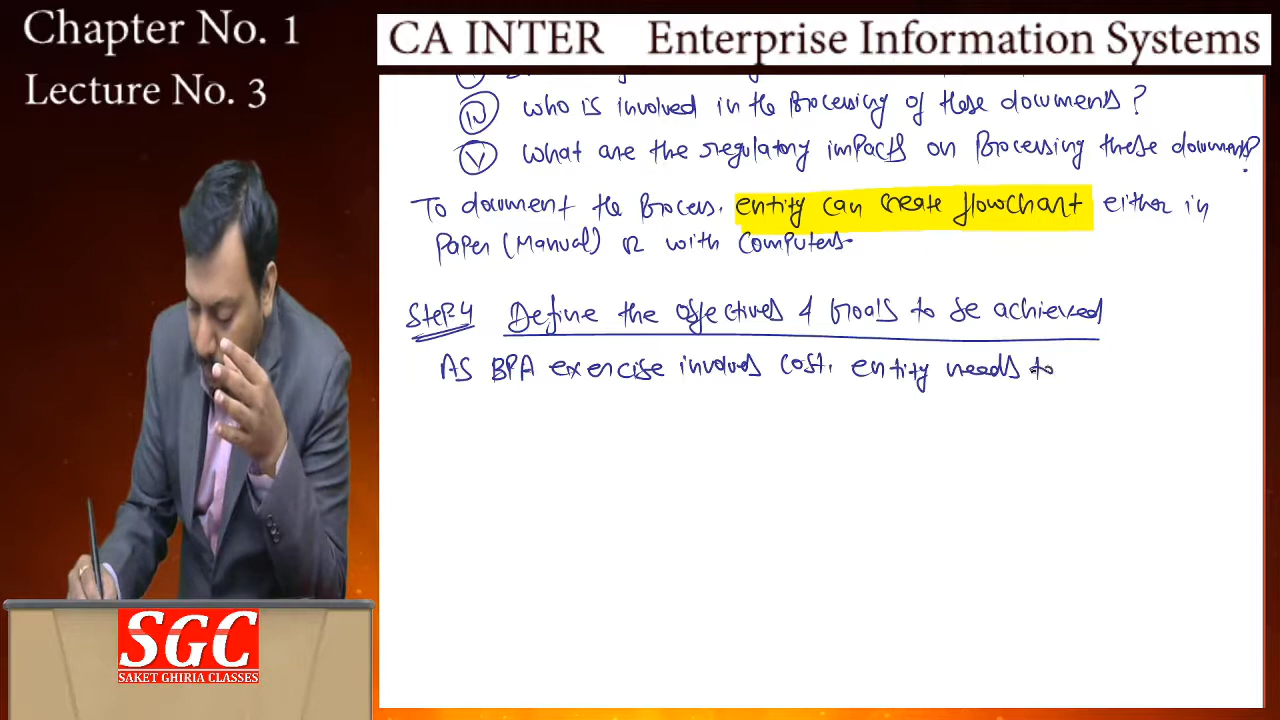 Chapter No. 1
Lecture No. 3
CA INTER Enterprise Information Systems
(IV) who is involved in the processing of these documents?
(V) What are the regulatory impacts on processing these documents?
To document the process, entity can create flowchart either in
Paper (Manual) or with computers.
Step-4 Define the objectives & Goals to be achieved
As BPA exercise involves cost, entity needs to
SGC
SAKET GHIRIA CLASSES